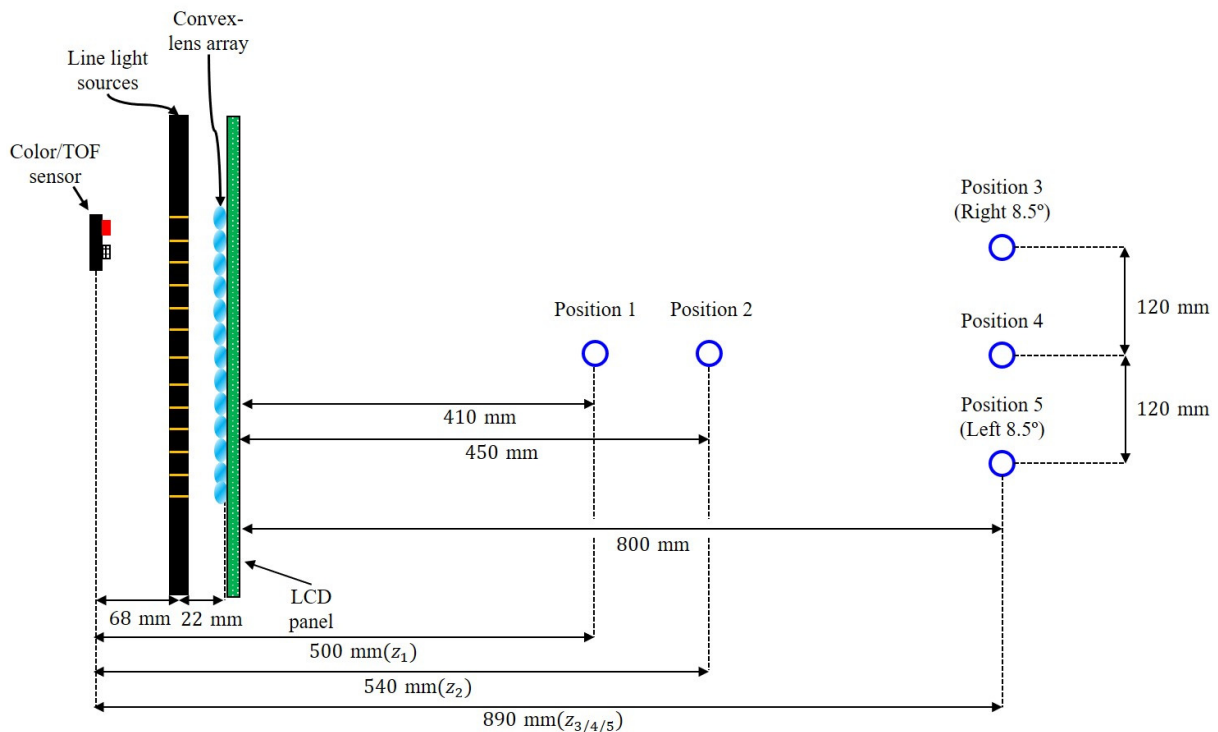 Convex-
lens array
Line light
sources
Color/TOF
sensor
Position 3
(Right 8.5º)
120 mm
Position 1
Position 2
Position 4
Position 5
(Left 8.5º)
120 mm
410 mm
450 mm
800 mm
LCD
panel
68 mm
22 mm
500 mm(z₁)
540 mm(z₂)
890 mm(z₃/₄/₅)